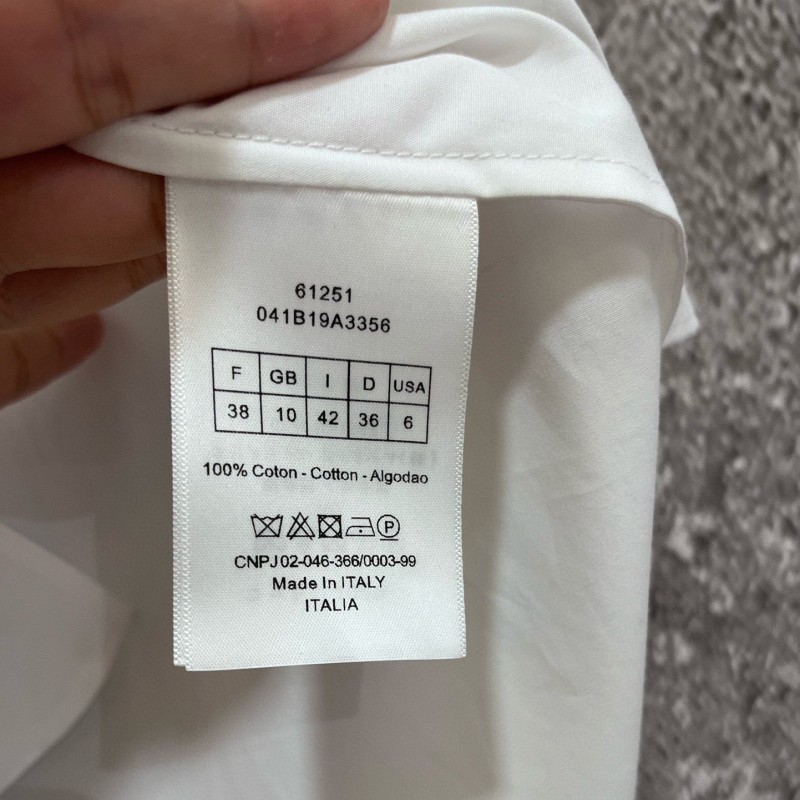 61251
041B19A3356
F GB I D USA
38 10 42 36 6
100% Coton - Cotton - Algodao
P
CNPJ 02-046-366/0003-99
Made In ITALY
ITALIA